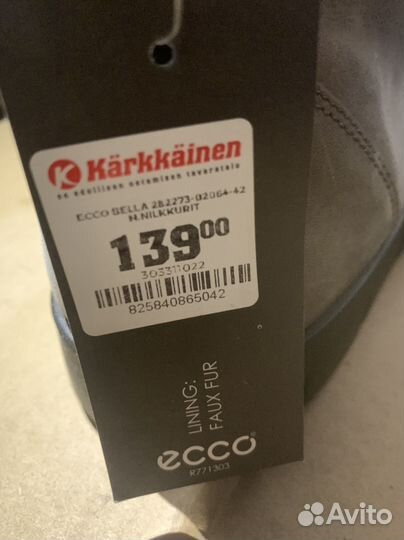 Kärkkäinen
se edullisen ostamisen tavaratalo
ECCO BELLA 282273-02064-42
N.NILKKURIT
13900
303311022
825840865042
LINING:
FAUX FUR
ecco®
R771303
Avito